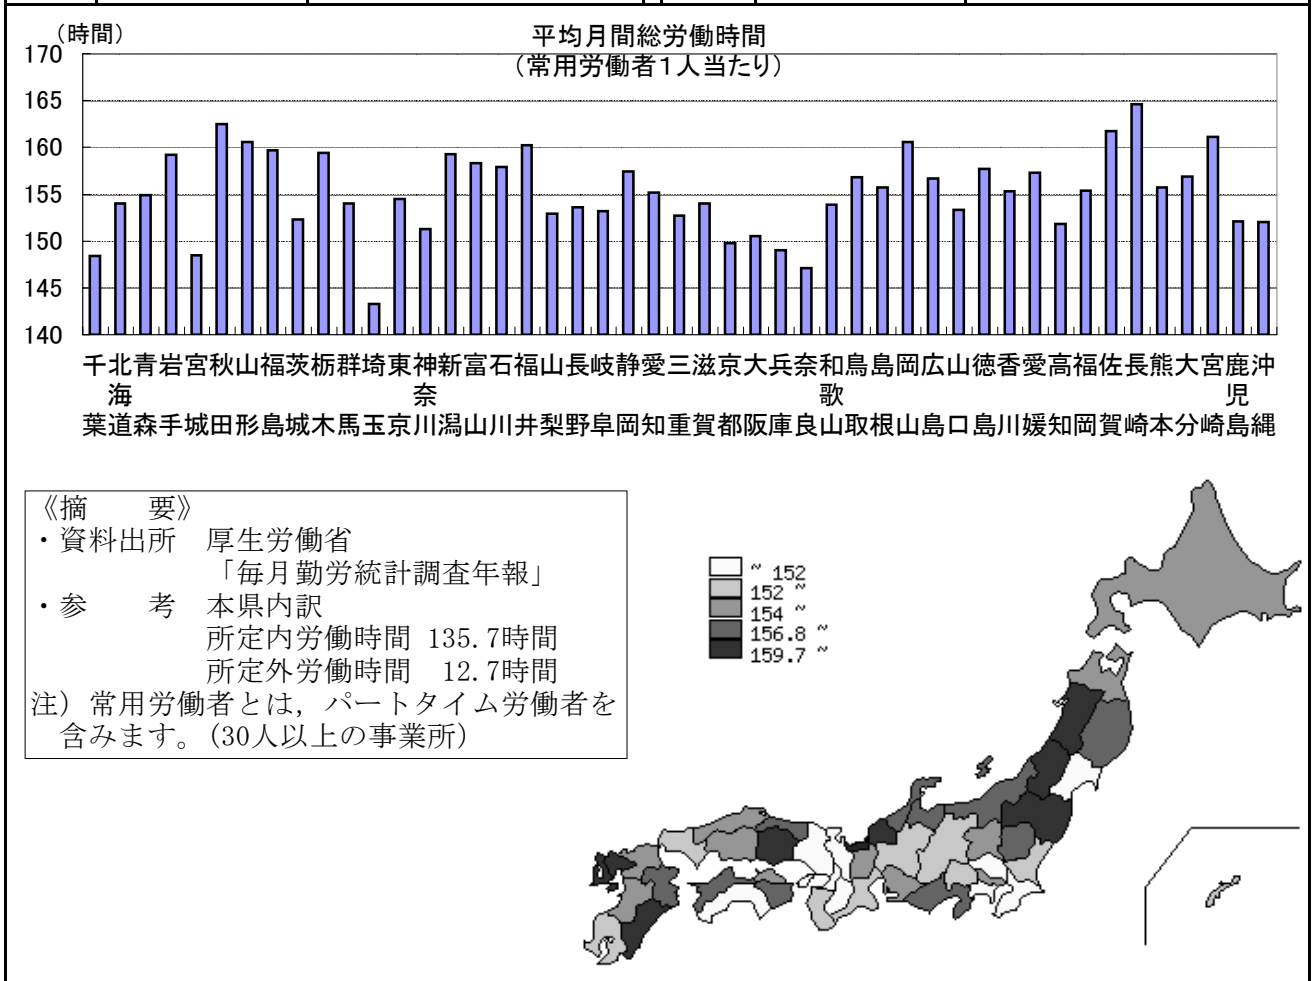 (時間)
平均月間総労働時間
(常用労働者1人当たり)
170
165
160
155
150
145
140
千葉
北海道
青森
岩手
宮城
秋田
山形
福島
茨城
栃木
群馬
埼玉
東京
神奈川
新潟
富山
石川
福井
山梨
長野
岐阜
静岡
愛知
三重
滋賀
京都
大阪
兵庫
奈良
和歌山
鳥取
島根
岡山
広島
山口
徳島
香川
愛媛
高知
福岡
佐賀
長崎
熊本
大分
宮崎
鹿児島
沖縄
《摘　　要》
・資料出所　厚生労働省
「毎月勤労統計調査年報」
・参　　考　本県内訳
所定内労働時間 135.7時間
所定外労働時間　12.7時間
注) 常用労働者とは, パートタイム労働者を
含みます。(30人以上の事業所)
~ 152
152 ~
154 ~
156.8 ~
159.7 ~